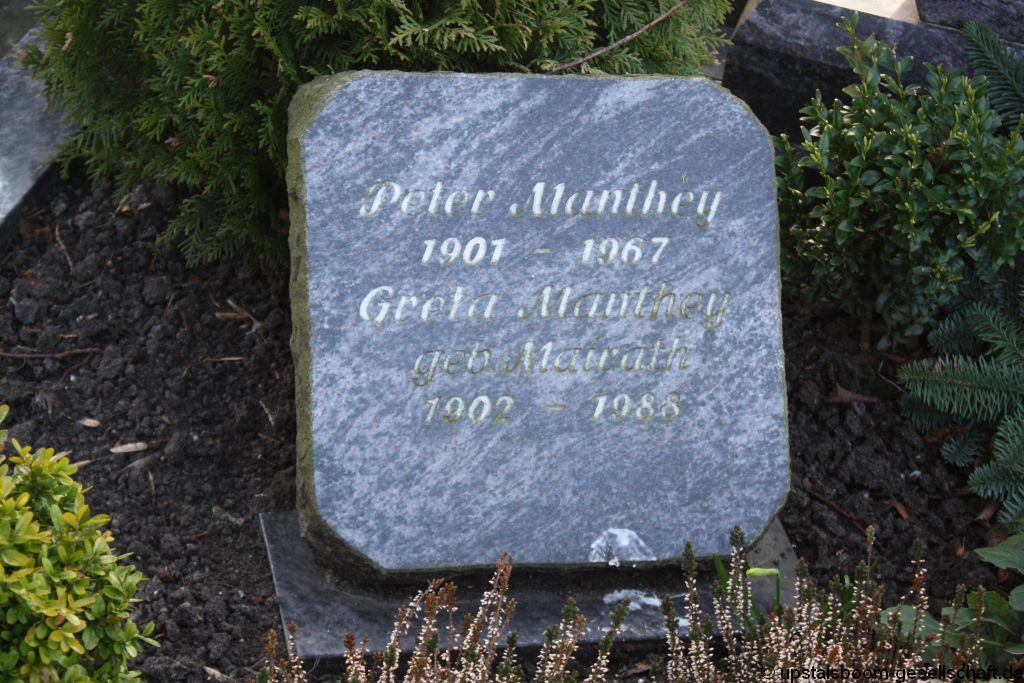 Peter Manthey
1901 - 1967
Greta Manthey
geb. Mairath
1902 - 1988
© upstalsboom-gesellschaft.de